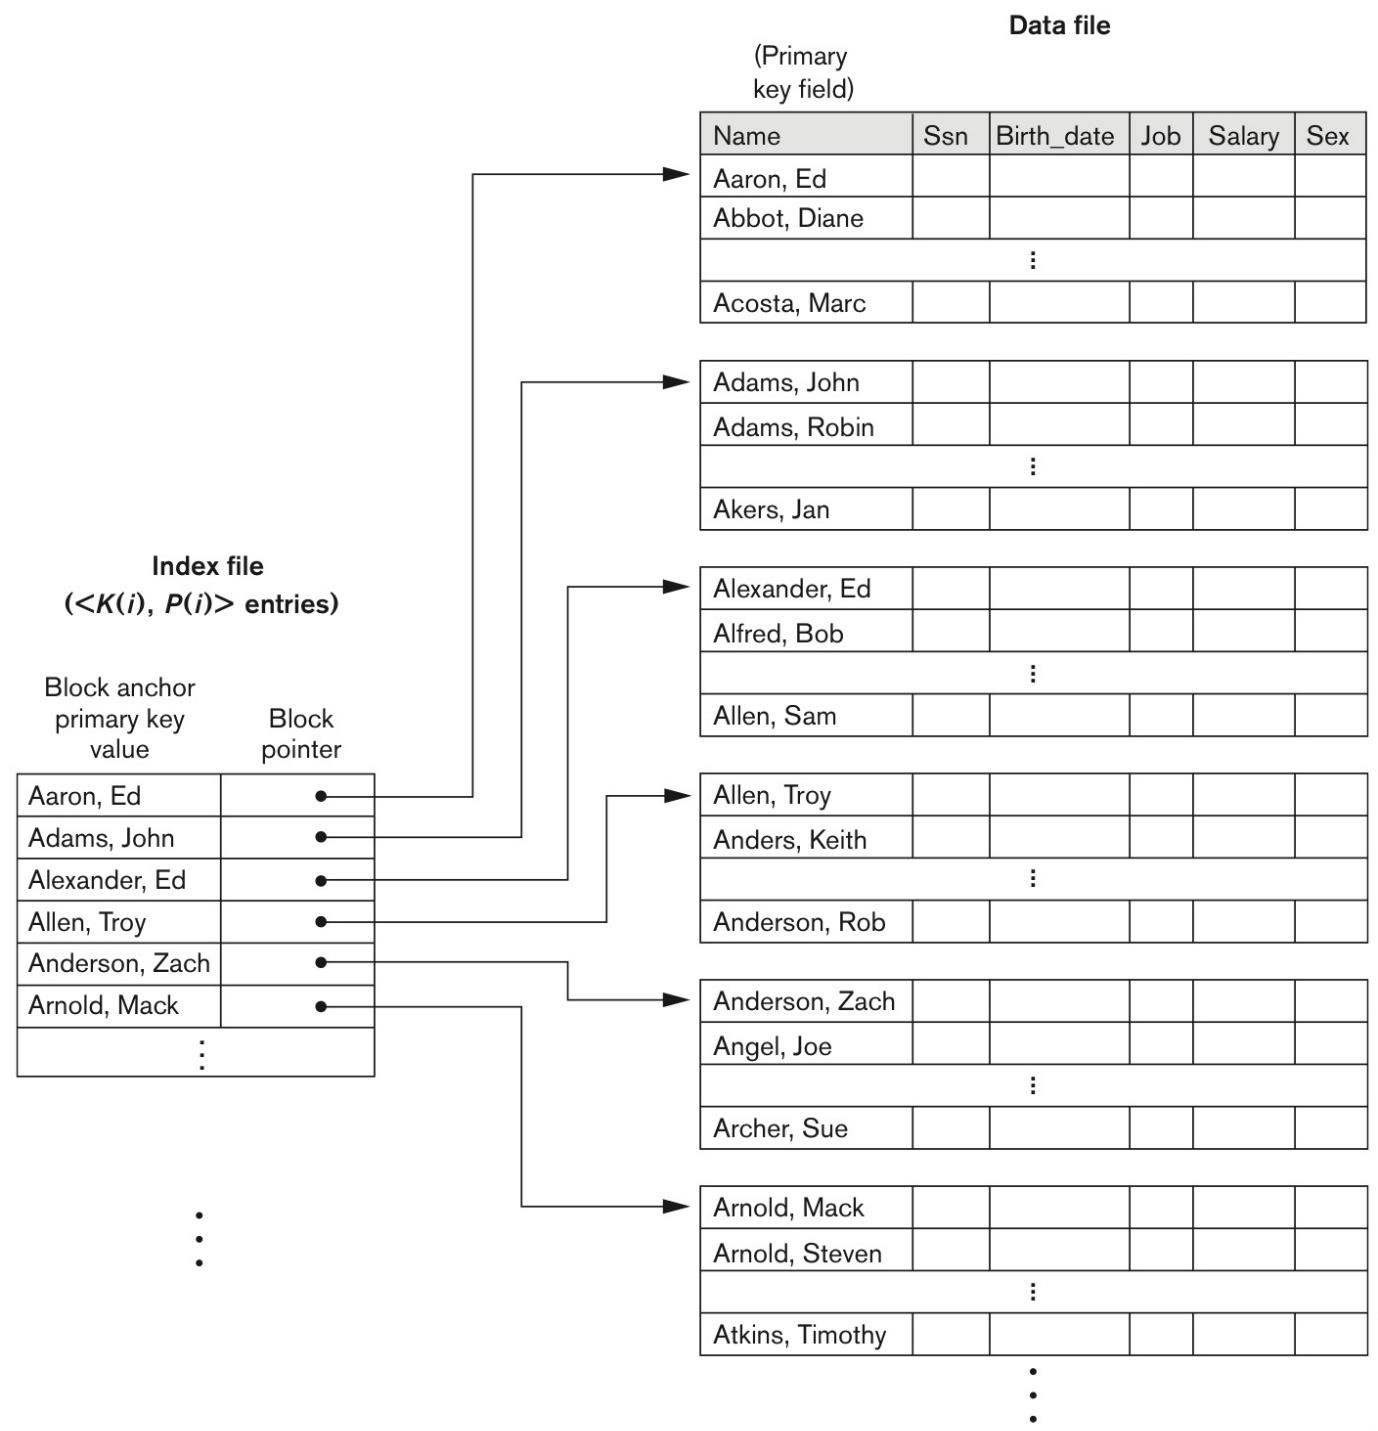 Data file
(Primary
key field)
Name Ssn Birth_date Job Salary Sex
Aaron, Ed
Abbot, Diane
Acosta, Marc
Adams, John
Adams, Robin
Akers, Jan
Alexander, Ed
Alfred, Bob
Allen, Sam
Allen, Troy
Anders, Keith
Anderson, Rob
Anderson, Zach
Angel, Joe
Archer, Sue
Arnold, Mack
Arnold, Steven
Atkins, Timothy
Index file
(<K(i), P(i)> entries)
Block anchor
primary key
value
Block
pointer
Aaron, Ed
Adams, John
Alexander, Ed
Allen, Troy
Anderson, Zach
Arnold, Mack